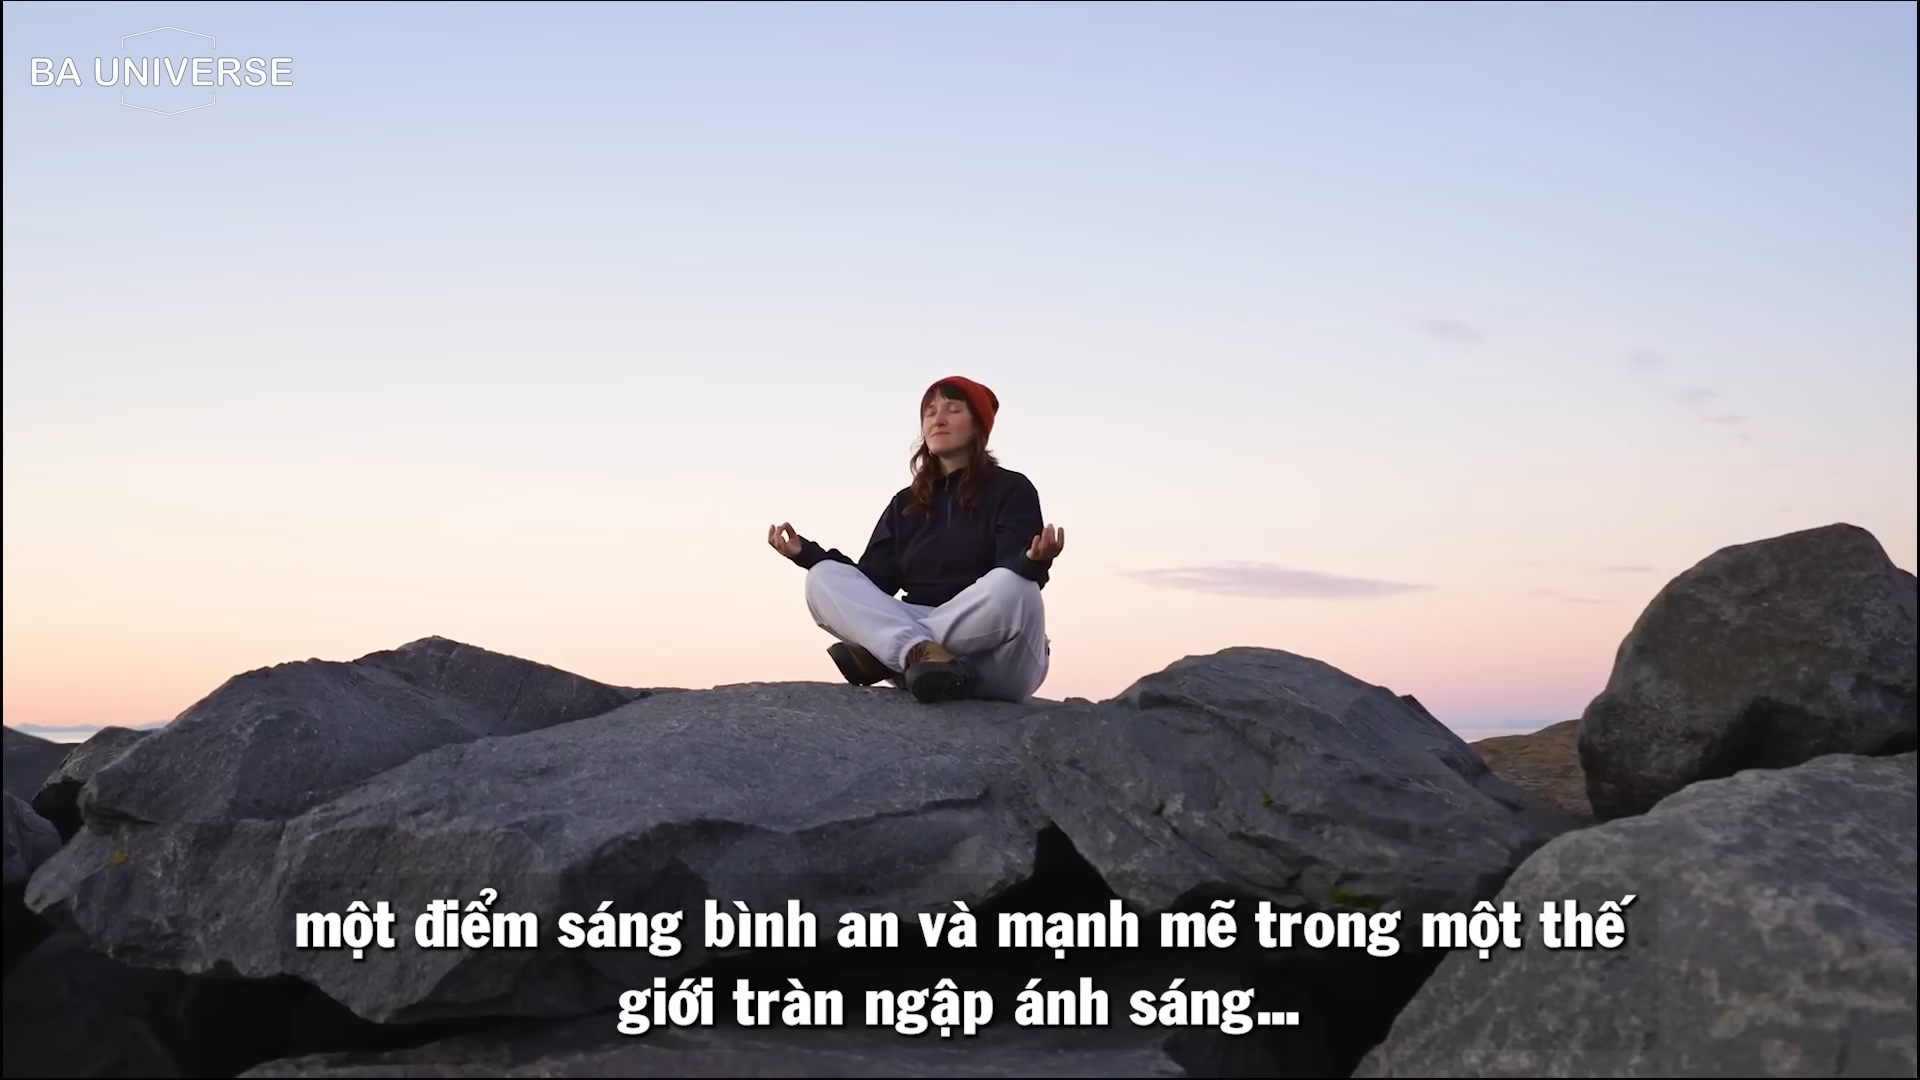 BA UNIVERSE
một điểm sáng bình an và mạnh mẽ trong một thế
giới tràn ngập ánh sáng...